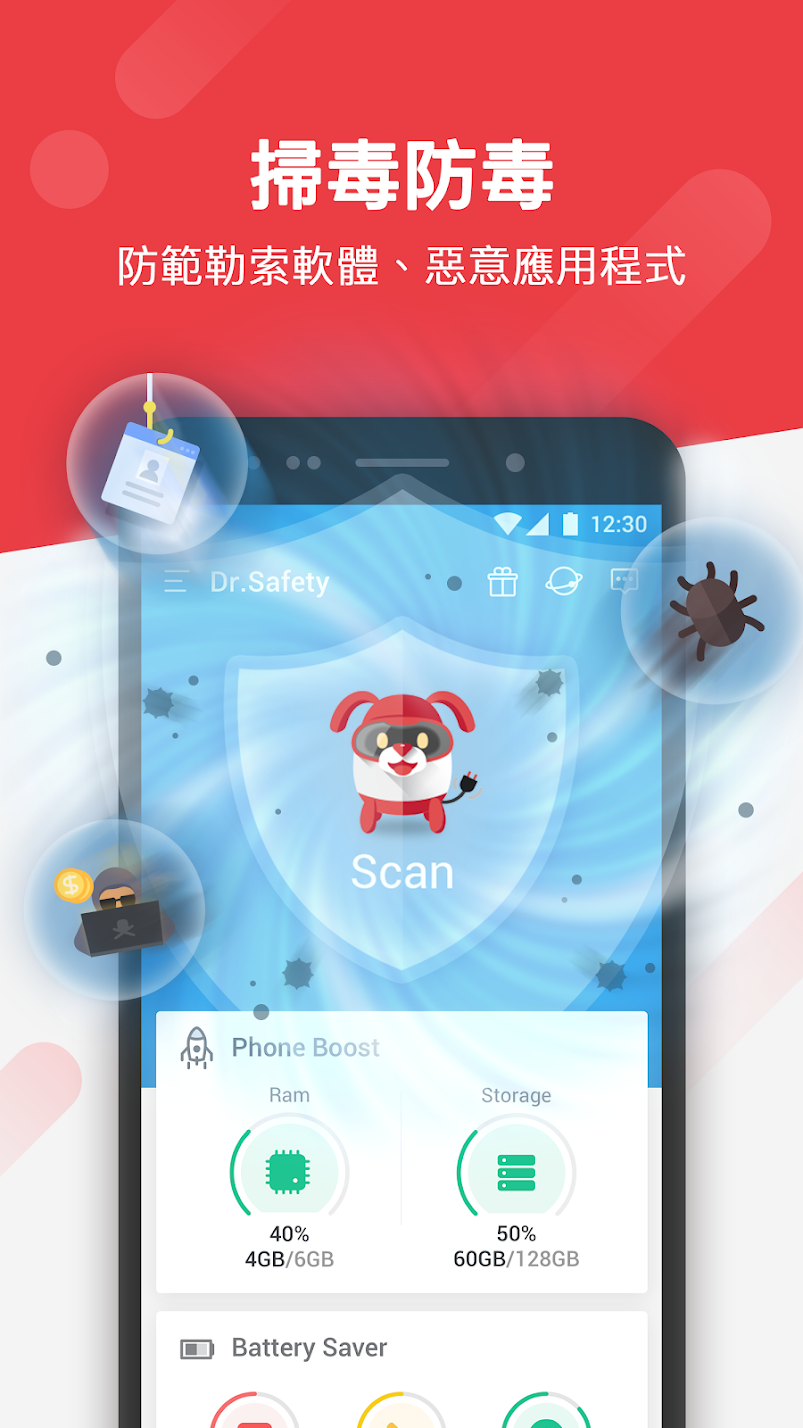 掃毒防毒
防範勒索軟體、惡意應用程式
12:30
Dr.Safety
Scan
Phone Boost
Ram
Storage
40%
50%
4GB/6GB
60GB/128GB
Battery Saver